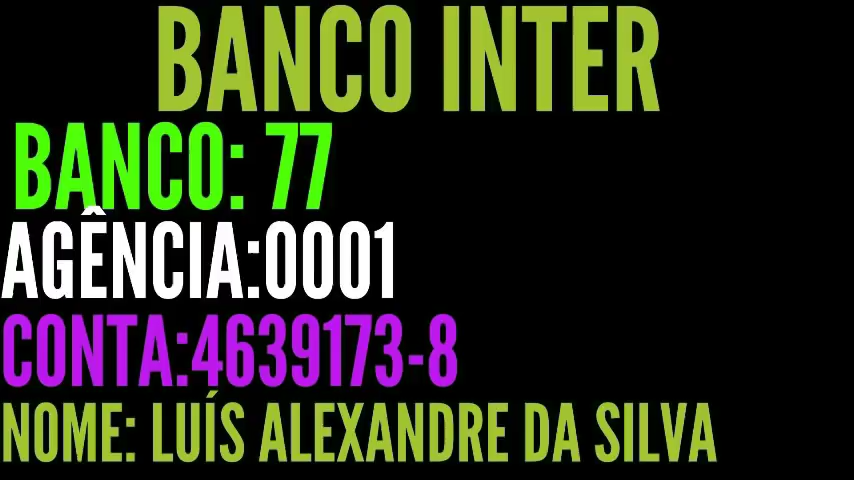 BANCO INTER
BANCO: 77
AGÊNCIA:0001
CONTA:4639173-8
NOME: LUÍS ALEXANDRE DA SILVA